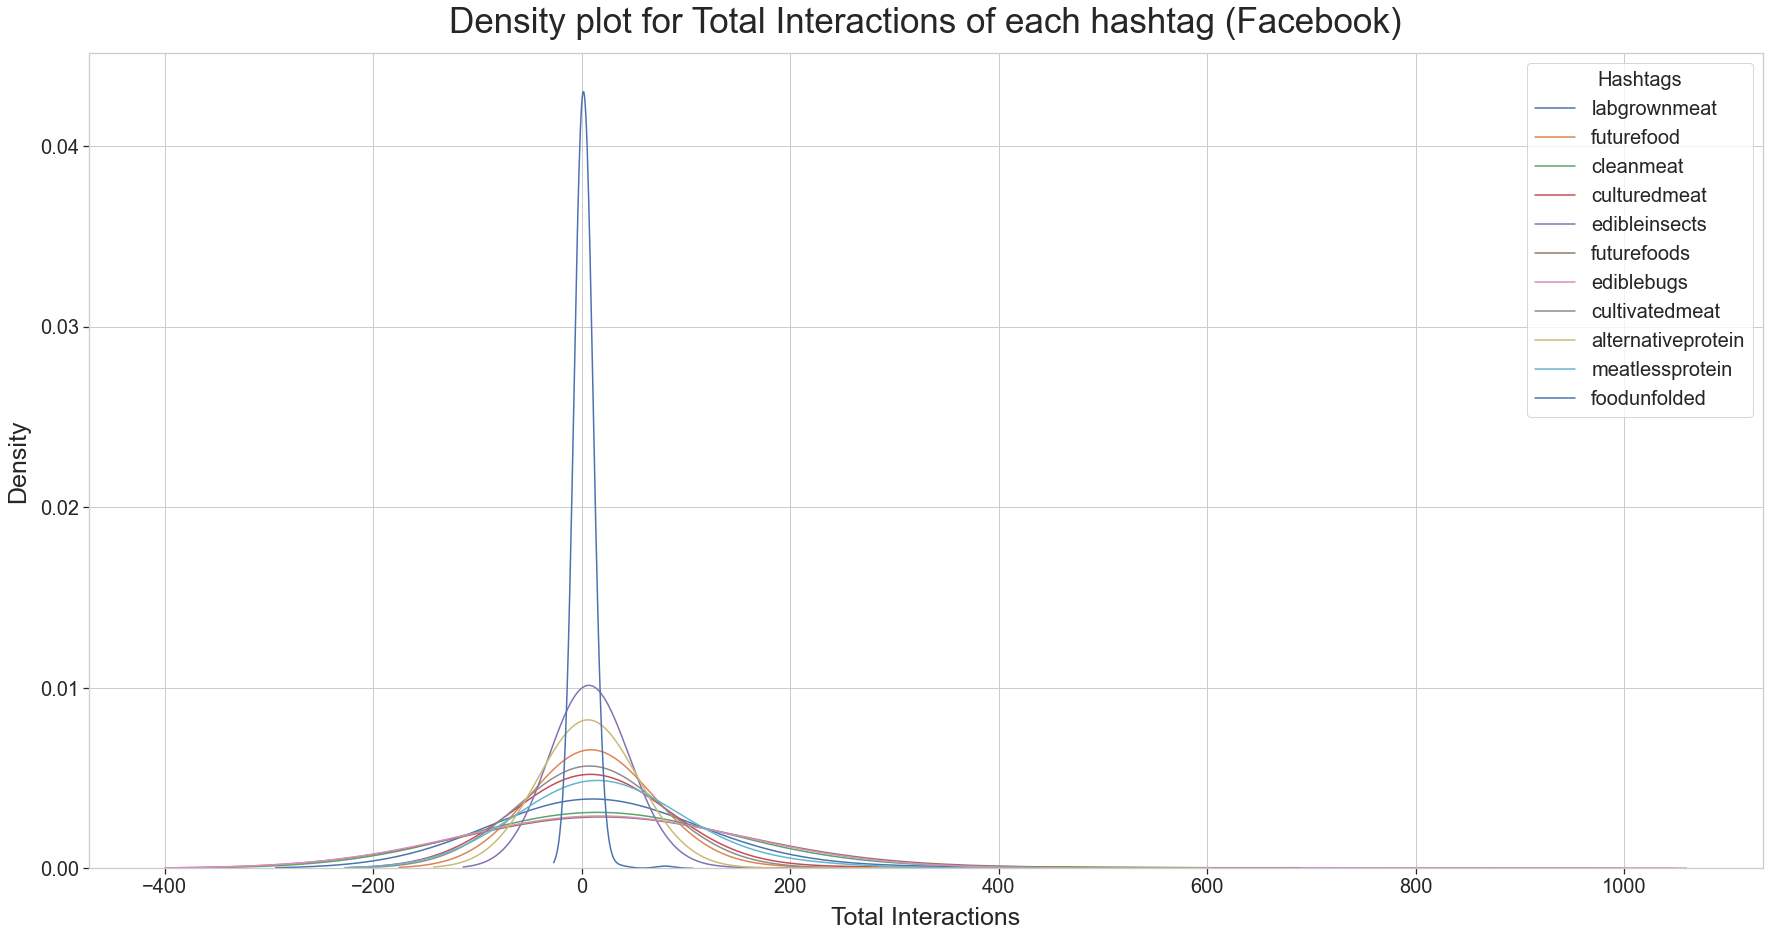 Density plot for Total Interactions of each hashtag (Facebook)
Hashtags
labgrownmeat
futurefood
cleanmeat
culturedmeat
edibleinsects
futurefoods
ediblebugs
cultivatedmeat
alternativeprotein
meatlessprotein
foodunfolded
Density
0.04
0.03
0.02
0.01
0.00
−400 −200 0 200 400 600 800 1000
Total Interactions